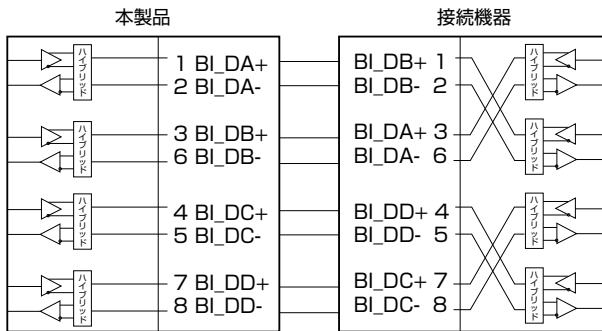 本製品
接続機器
ハイブリッド
1 BI_DA+
2 BI_DA-
ハイブリッド
3 BI_DB+
6 BI_DB-
ハイブリッド
4 BI_DC+
5 BI_DC-
ハイブリッド
7 BI_DD+
8 BI_DD-
BI_DB+ 1
BI_DB- 2
ハイブリッド
BI_DA+ 3
BI_DA- 6
ハイブリッド
BI_DD+ 4
BI_DD- 5
ハイブリッド
BI_DC+ 7
BI_DC- 8
ハイブリッド